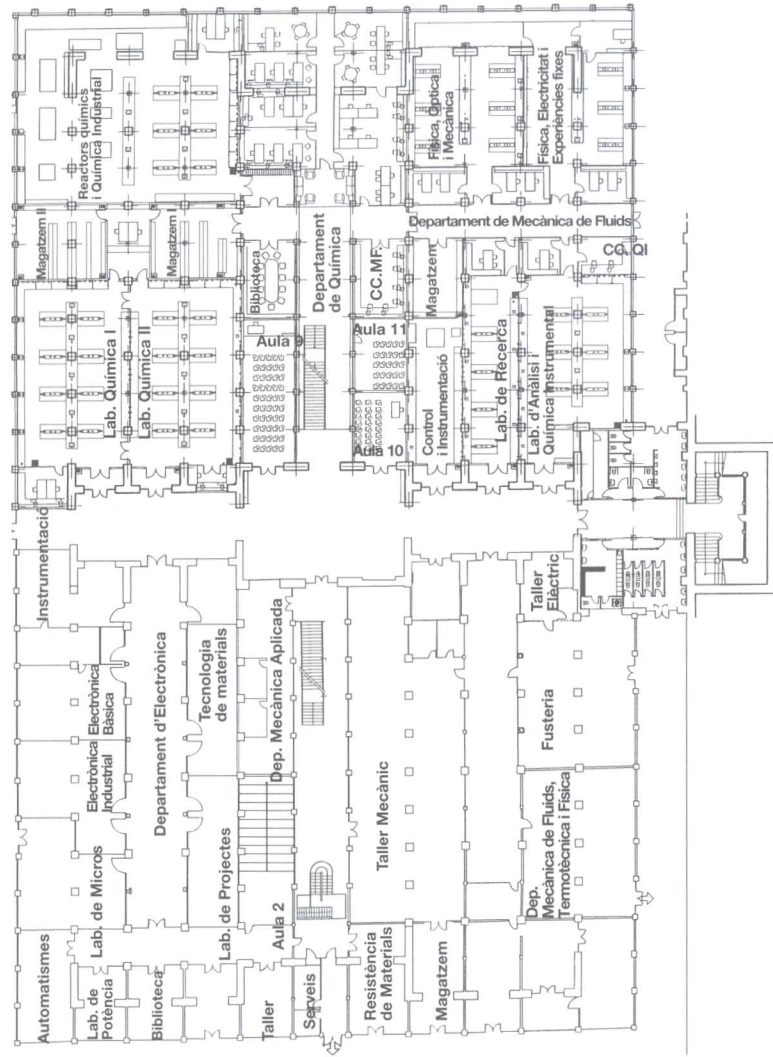 Reactors químics
i Química Industrial
Magatzem II
Magatzem I
Lab. Química I
Lab. Química II
Biblioteca
Aula 9
Departament
de Química
CC.MF.
Aula 11
Aula 10
Física, Òptica
i Mecànica
Física, Electricitat i
Experiències fixes
Departament de Mecànica de Fluids
Magatzem
CC.QI
Control
i Instrumentació
Lab. de Recerca
Lab. d'Anàlisi i
Química Instrumental
Instrumentació
Electrònica
Bàsica
Electrònica
Industrial
Departament d'Electrònica
Tecnologia
de materials
Dep. Mecànica Aplicada
Taller
Elèctric
Fusteria
Taller Mecànic
Dep.
Mecànica de Fluids,
Termotècnica i Física
Lab. de Micros
Lab. de Projectes
Aula 2
Automatismes
Lab. de
Potència
Biblioteca
Taller
Serveis
Resistència
de Materials
Magatzem